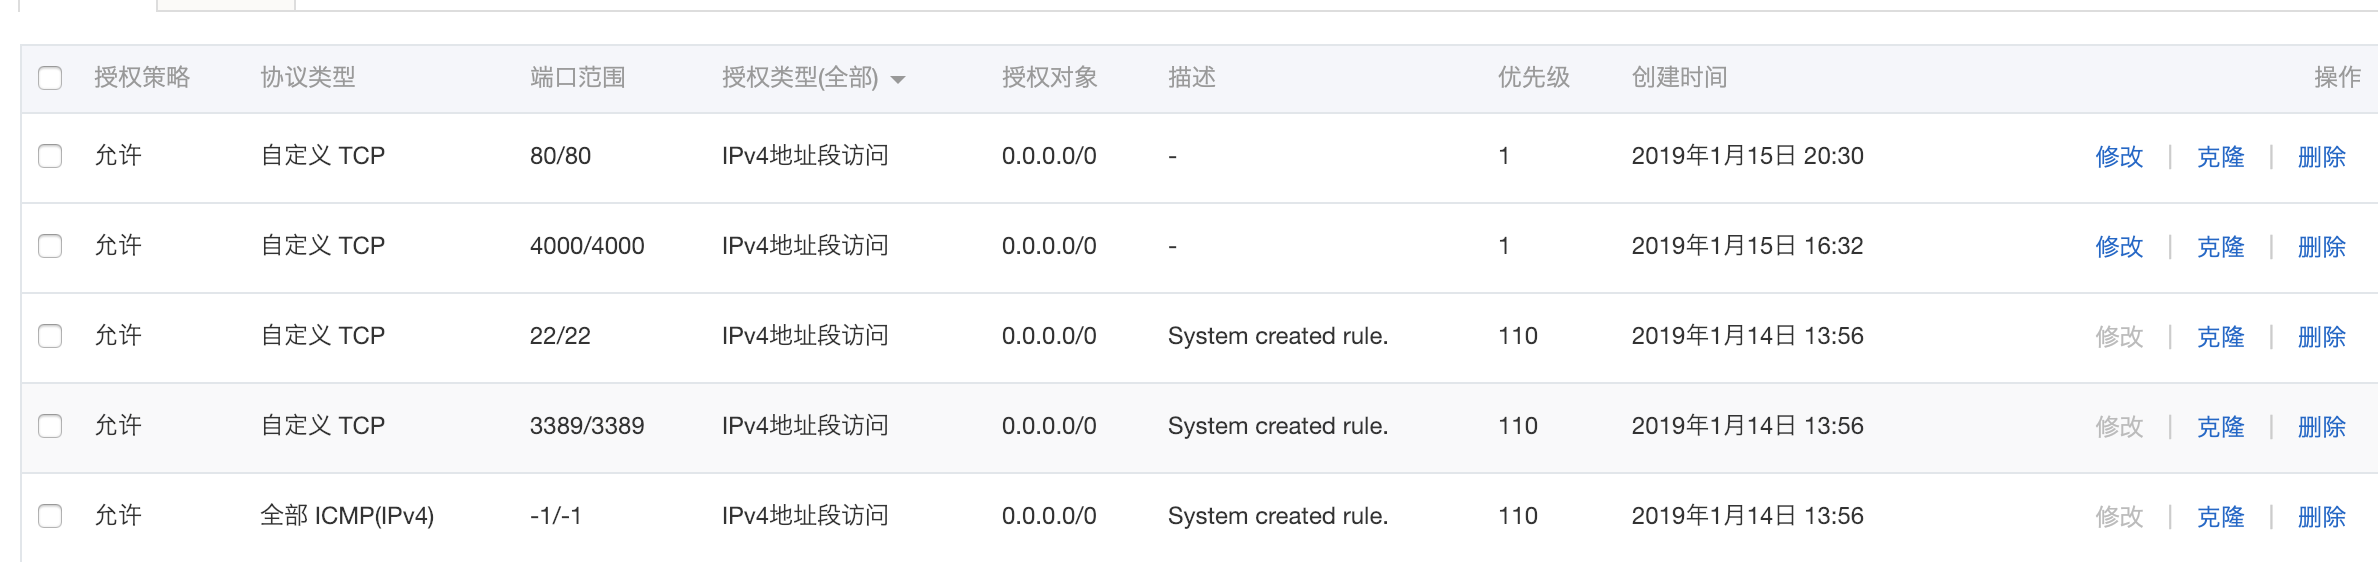 授权策略 协议类型 端口范围 授权类型(全部) 授权对象 描述 优先级 创建时间 操作
允许 自定义 TCP 80/80 IPv4地址段访问 0.0.0.0/0 - 1 2019年1月15日 20:30 修改 | 克隆 | 删除
允许 自定义 TCP 4000/4000 IPv4地址段访问 0.0.0.0/0 - 1 2019年1月15日 16:32 修改 | 克隆 | 删除
允许 自定义 TCP 22/22 IPv4地址段访问 0.0.0.0/0 System created rule. 110 2019年1月14日 13:56 修改 | 克隆 | 删除
允许 自定义 TCP 3389/3389 IPv4地址段访问 0.0.0.0/0 System created rule. 110 2019年1月14日 13:56 修改 | 克隆 | 删除
允许 全部 ICMP(IPv4) -1/-1 IPv4地址段访问 0.0.0.0/0 System created rule. 110 2019年1月14日 13:56 修改 | 克隆 | 删除